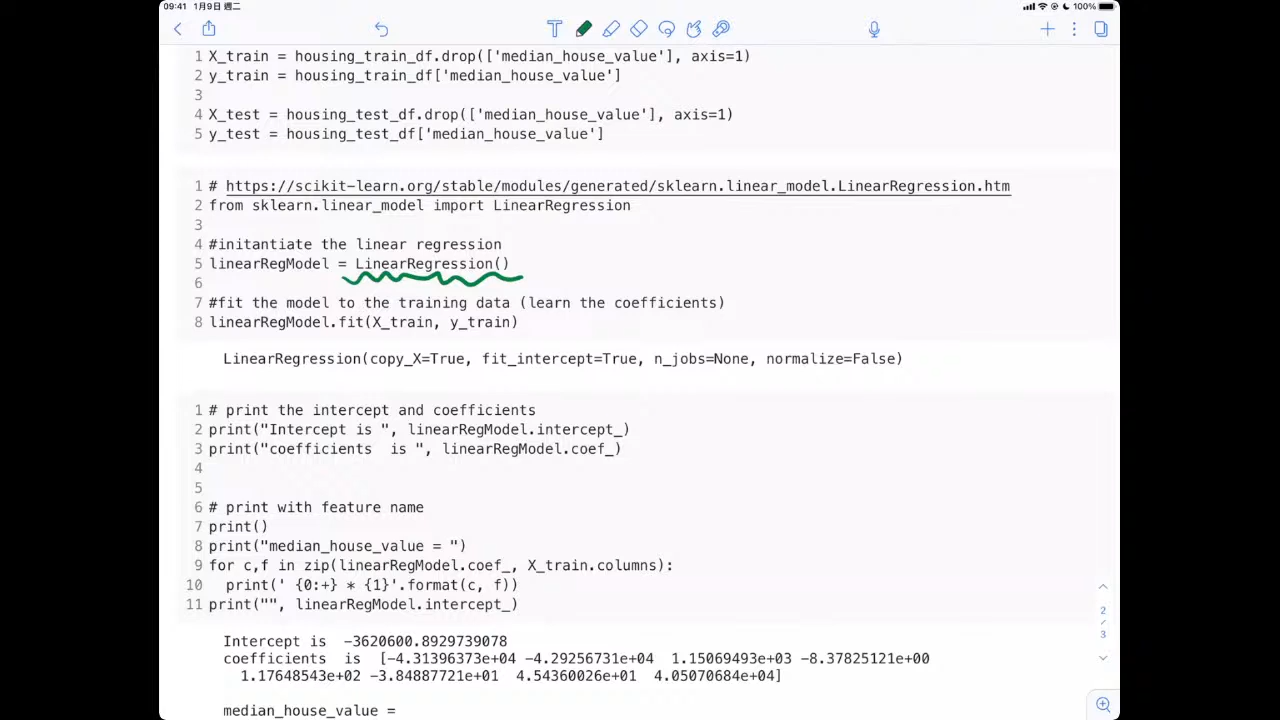 09:41 1月9日 週二
100%
1 X_train = housing_train_df.drop(['median_house_value'], axis=1)
2 y_train = housing_train_df['median_house_value']
3
4 X_test = housing_test_df.drop(['median_house_value'], axis=1)
5 y_test = housing_test_df['median_house_value']
1 # https://scikit-learn.org/stable/modules/generated/sklearn.linear_model.LinearRegression.htm
2 from sklearn.linear_model import LinearRegression
3
4 #initantiate the linear regression
5 linearRegModel = LinearRegression()
6
7 #fit the model to the training data (learn the coefficients)
8 linearRegModel.fit(X_train, y_train)
LinearRegression(copy_X=True, fit_intercept=True, n_jobs=None, normalize=False)
1 # print the intercept and coefficients
2 print("Intercept is ", linearRegModel.intercept_)
3 print("coefficients  is ", linearRegModel.coef_)
4
5
6 # print with feature name
7 print()
8 print("median_house_value = ")
9 for c,f in zip(linearRegModel.coef_, X_train.columns):
10   print(' {0:+} * {1}'.format(c, f))
11 print("", linearRegModel.intercept_)
2
/
3
Intercept is  -3620600.8929739078
coefficients  is  [-4.31396373e+04 -4.29256731e+04  1.15069493e+03 -8.37825121e+00
1.17648543e+02 -3.84887721e+01  4.54360026e+01  4.05070684e+04]
median_house_value =